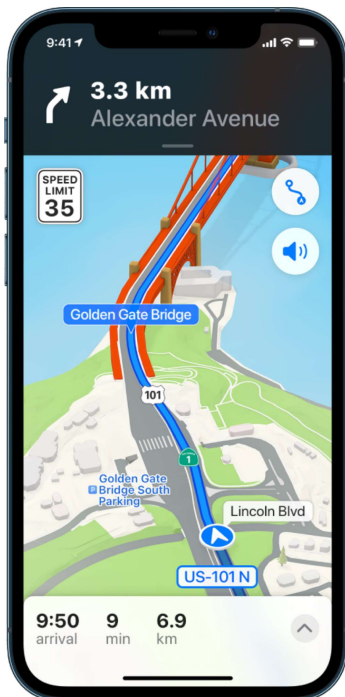 9:41
3.3 km
Alexander Avenue
SPEED
LIMIT
35
Golden Gate Bridge
101
1
Golden Gate
P Bridge South
Parking
Lincoln Blvd
US-101 N
9:50 9 6.9
arrival min km